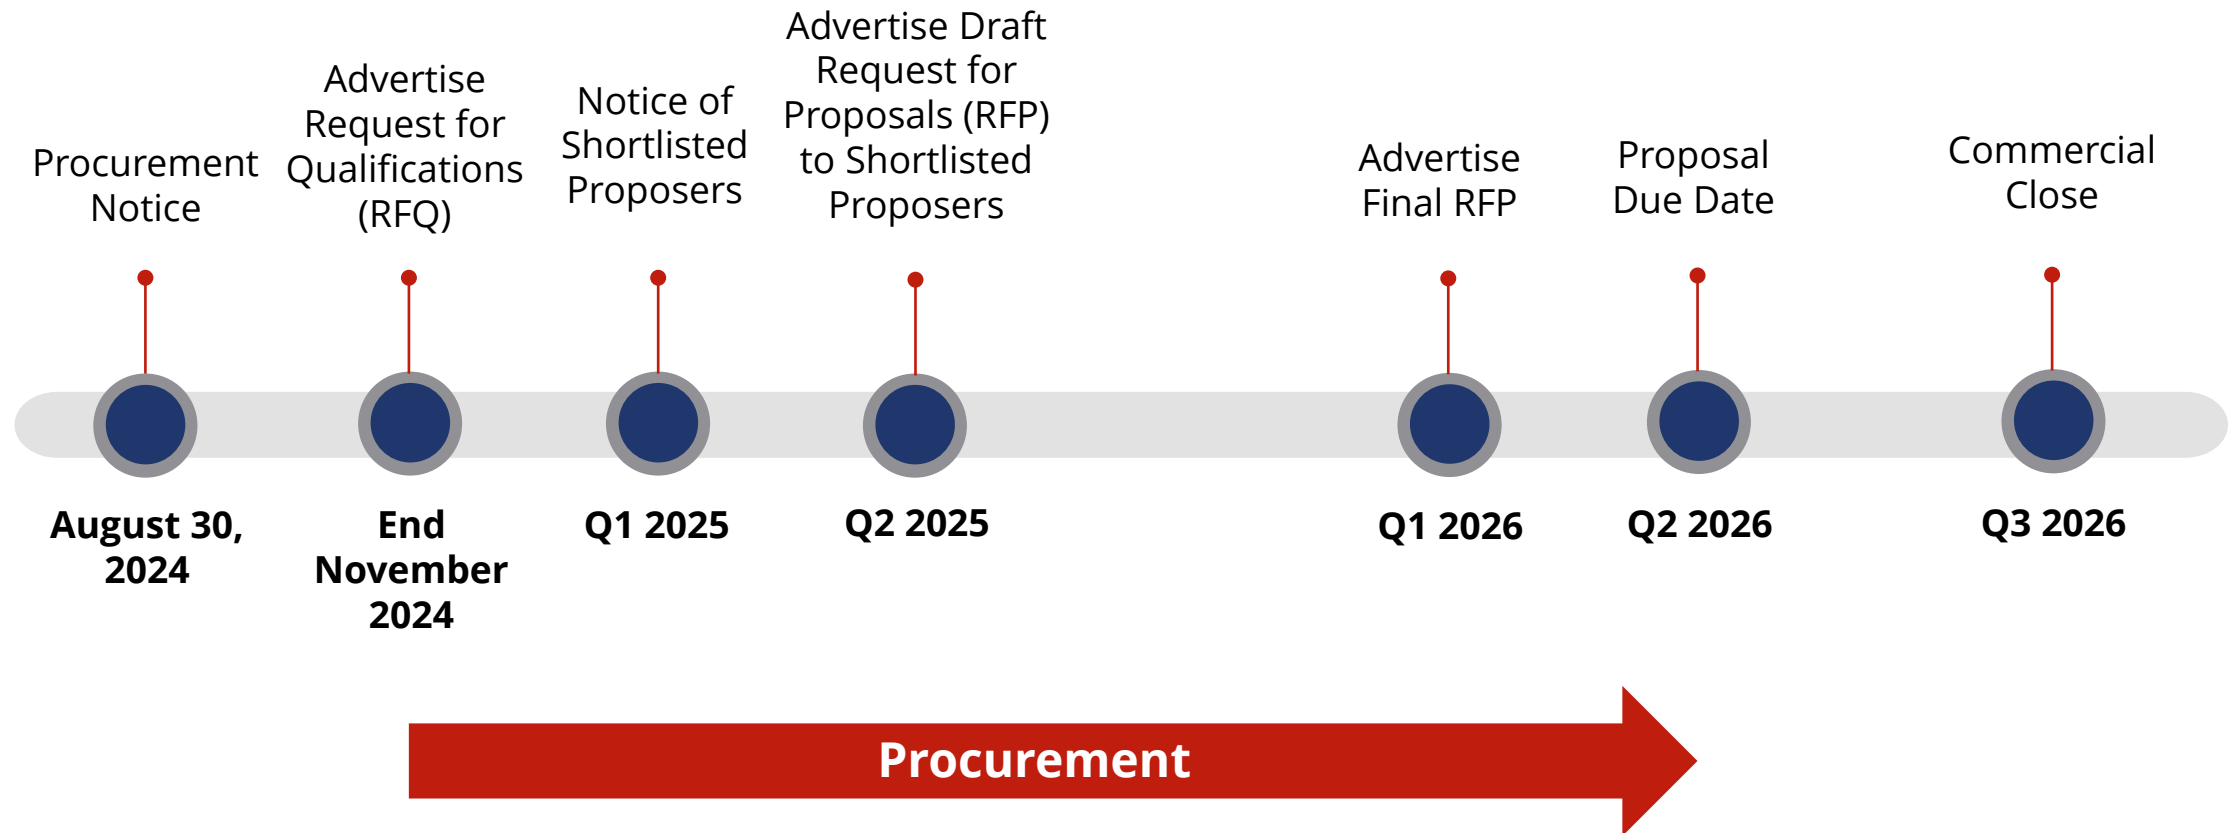 Procurement
Notice
Advertise
Request for
Qualifications
(RFQ)
Notice of
Shortlisted
Proposers
Advertise Draft
Request for
Proposals (RFP)
to Shortlisted
Proposers
Advertise
Final RFP
Proposal
Due Date
Commercial
Close
August 30,
2024
End
November
2024
Q1 2025
Q2 2025
Q1 2026
Q2 2026
Q3 2026
Procurement